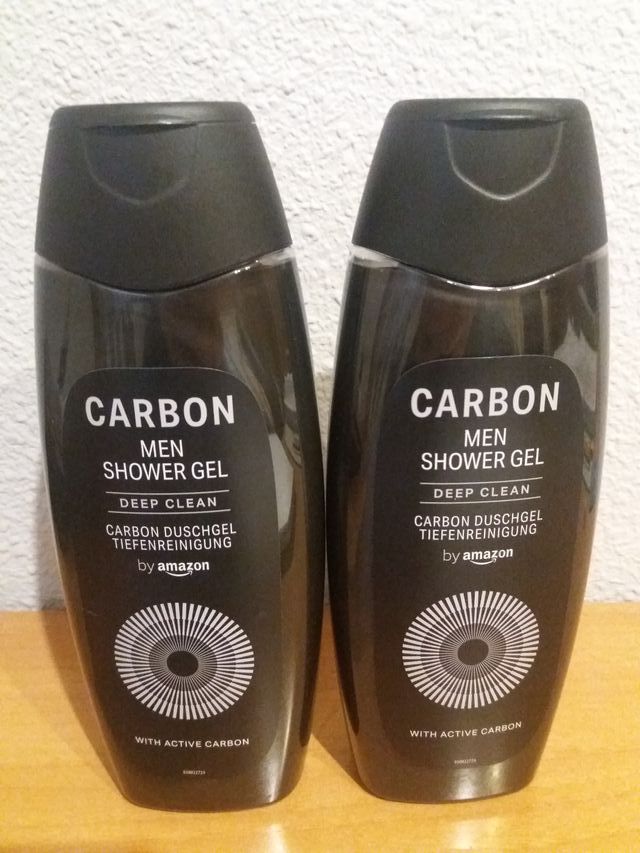 CARBON
MEN
SHOWER GEL
DEEP CLEAN
CARBON DUSCHGEL
TIEFENREINIGUNG
by amazon
WITH ACTIVE CARBON
CARBON
MEN
SHOWER GEL
DEEP CLEAN
CARBON DUSCHGEL
TIEFENREINIGUNG
by amazon
WITH ACTIVE CARBON